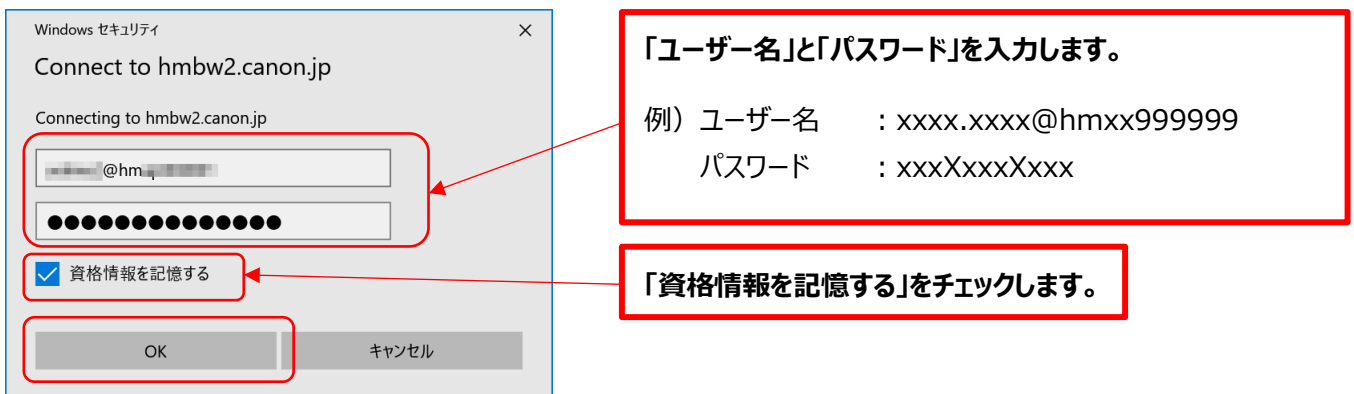 Windows セキュリティ
Connect to hmbw2.canon.jp
Connecting to hmbw2.canon.jp
@hm
●●●●●●●●●●●●●●
資格情報を記憶する
OK
キャンセル
「ユーザー名」と「パスワード」を入力します。
例）ユーザー名 : xxxx.xxxx@hmxx999999
パスワード : xxxXxxxXxxx
「資格情報を記憶する」をチェックします。